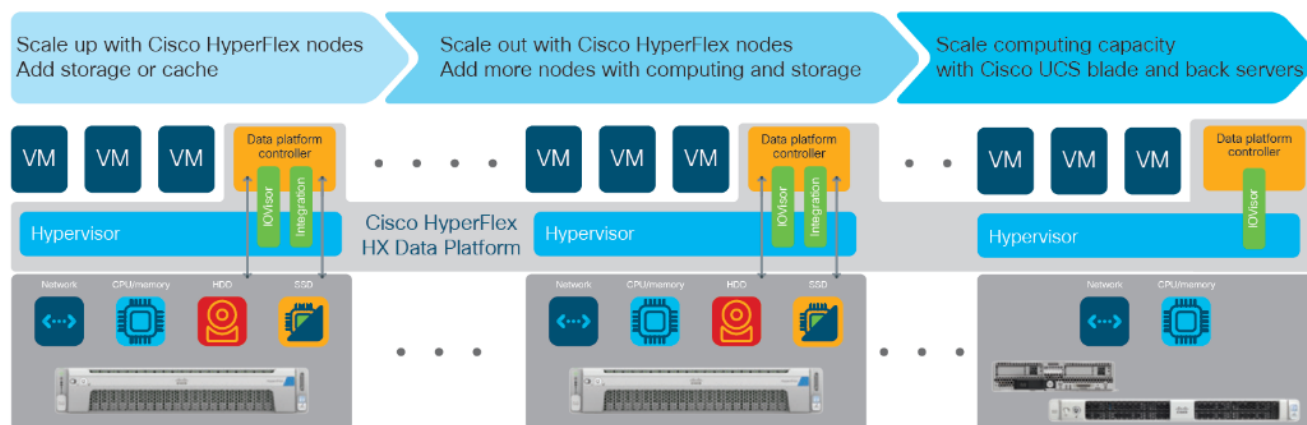 Scale up with Cisco HyperFlex nodes
Add storage or cache
Scale out with Cisco HyperFlex nodes
Add more nodes with computing and storage
Scale computing capacity
with Cisco UCS blade and back servers
VM
VM
VM
Data platform
controller
IOVisor
Integration
Hypervisor
Cisco HyperFlex
HX Data Platform
VM
VM
VM
Data platform
controller
IOVisor
Integration
Hypervisor
VM
VM
VM
Data platform
controller
IOVisor
Hypervisor
Network
CPU/memory
HDD
SSD
Network
CPU/memory
HDD
SSD
Network
CPU/memory